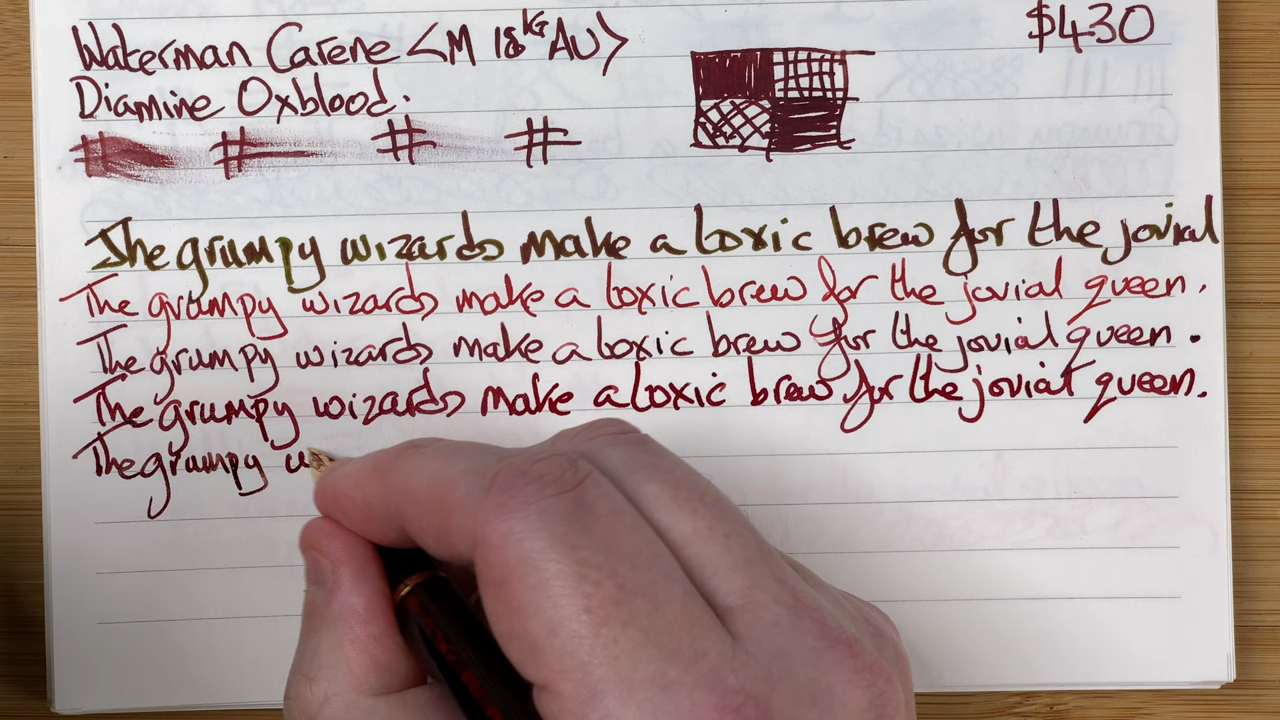 Waterman Carene <M 18KG AU> $430
Diamine Oxblood.
The grumpy wizards make a toxic brew for the jovial
The grumpy wizards make a toxic brew for the jovial queen.
The grumpy wizards make a toxic brew for the jovial queen.
The grumpy wizards make a toxic brew for the jovial queen.
The grumpy